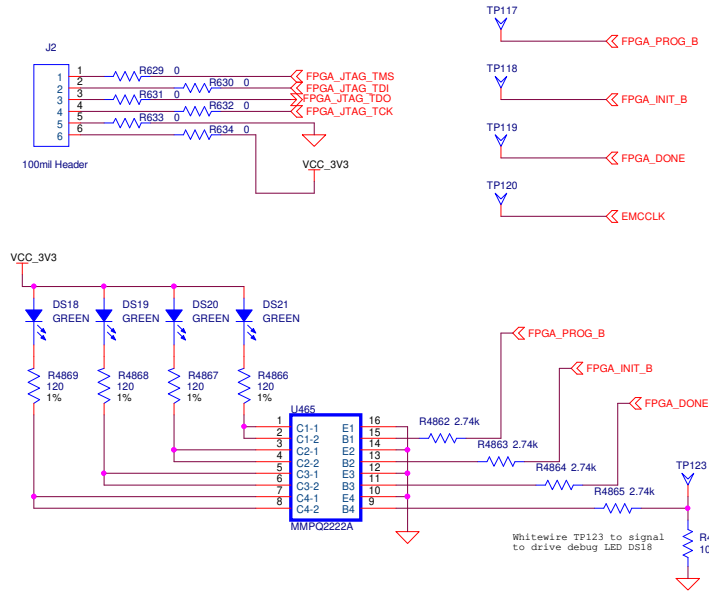 J2
1
2
3
4
5
6
1
2
3
4
5
6
100mil Header
R629 0
R630 0
R631 0
R632 0
R633 0
R634 0
FPGA_JTAG_TMS
FPGA_JTAG_TDI
FPGA_JTAG_TDO
FPGA_JTAG_TCK
VCC_3V3
TP117
FPGA_PROG_B
TP118
FPGA_INIT_B
TP119
FPGA_DONE
TP120
EMCCLK
VCC_3V3
DS18
GREEN
DS19
GREEN
DS20
GREEN
DS21
GREEN
R4869
120
1%
R4868
120
1%
R4867
120
1%
R4866
120
1%
U465
1
2
3
4
5
6
7
8
C1-1
C1-2
C2-1
C2-2
C3-1
C3-2
C4-1
C4-2
E1
B1
E2
B2
E3
B3
E4
B4
16
15
14
13
12
11
10
9
MMPQ2222A
R4862 2.74k
R4863 2.74k
R4864 2.74k
R4865 2.74k
FPGA_PROG_B
FPGA_INIT_B
FPGA_DONE
TP123
Whitewire TP123 to signal
to drive debug LED DS18